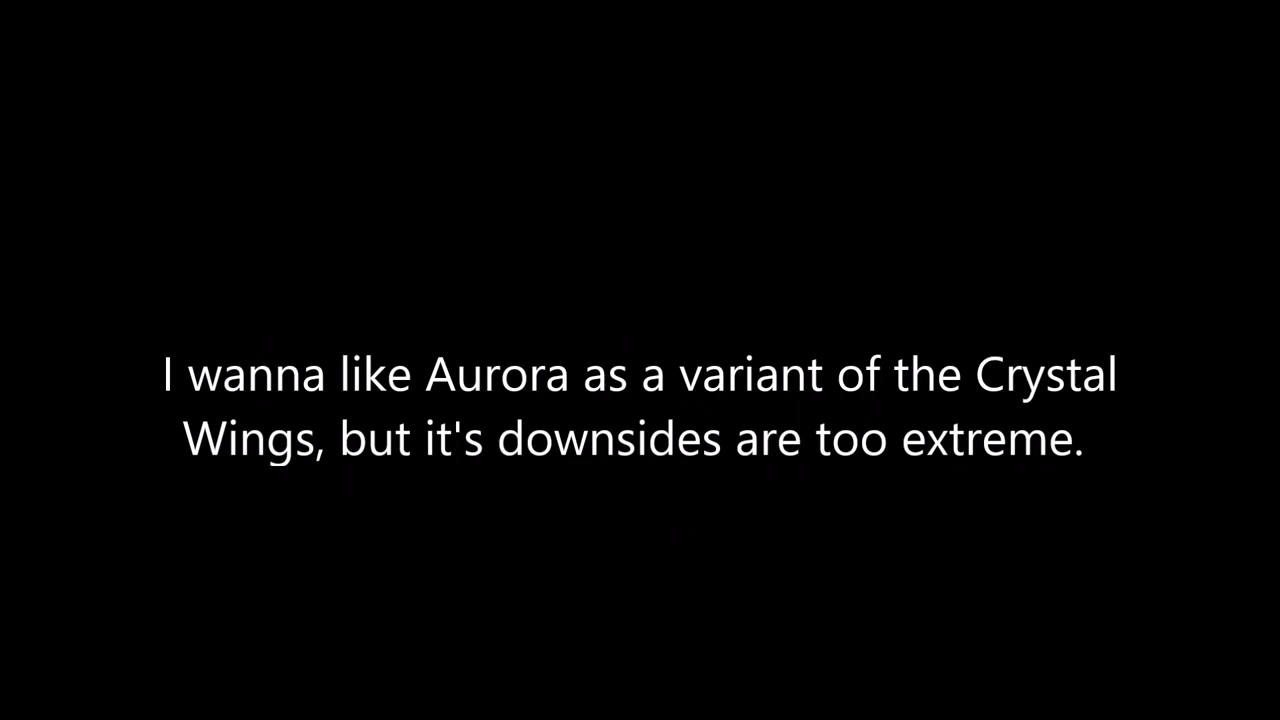 I wanna like Aurora as a variant of the Crystal
Wings, but it's downsides are too extreme.